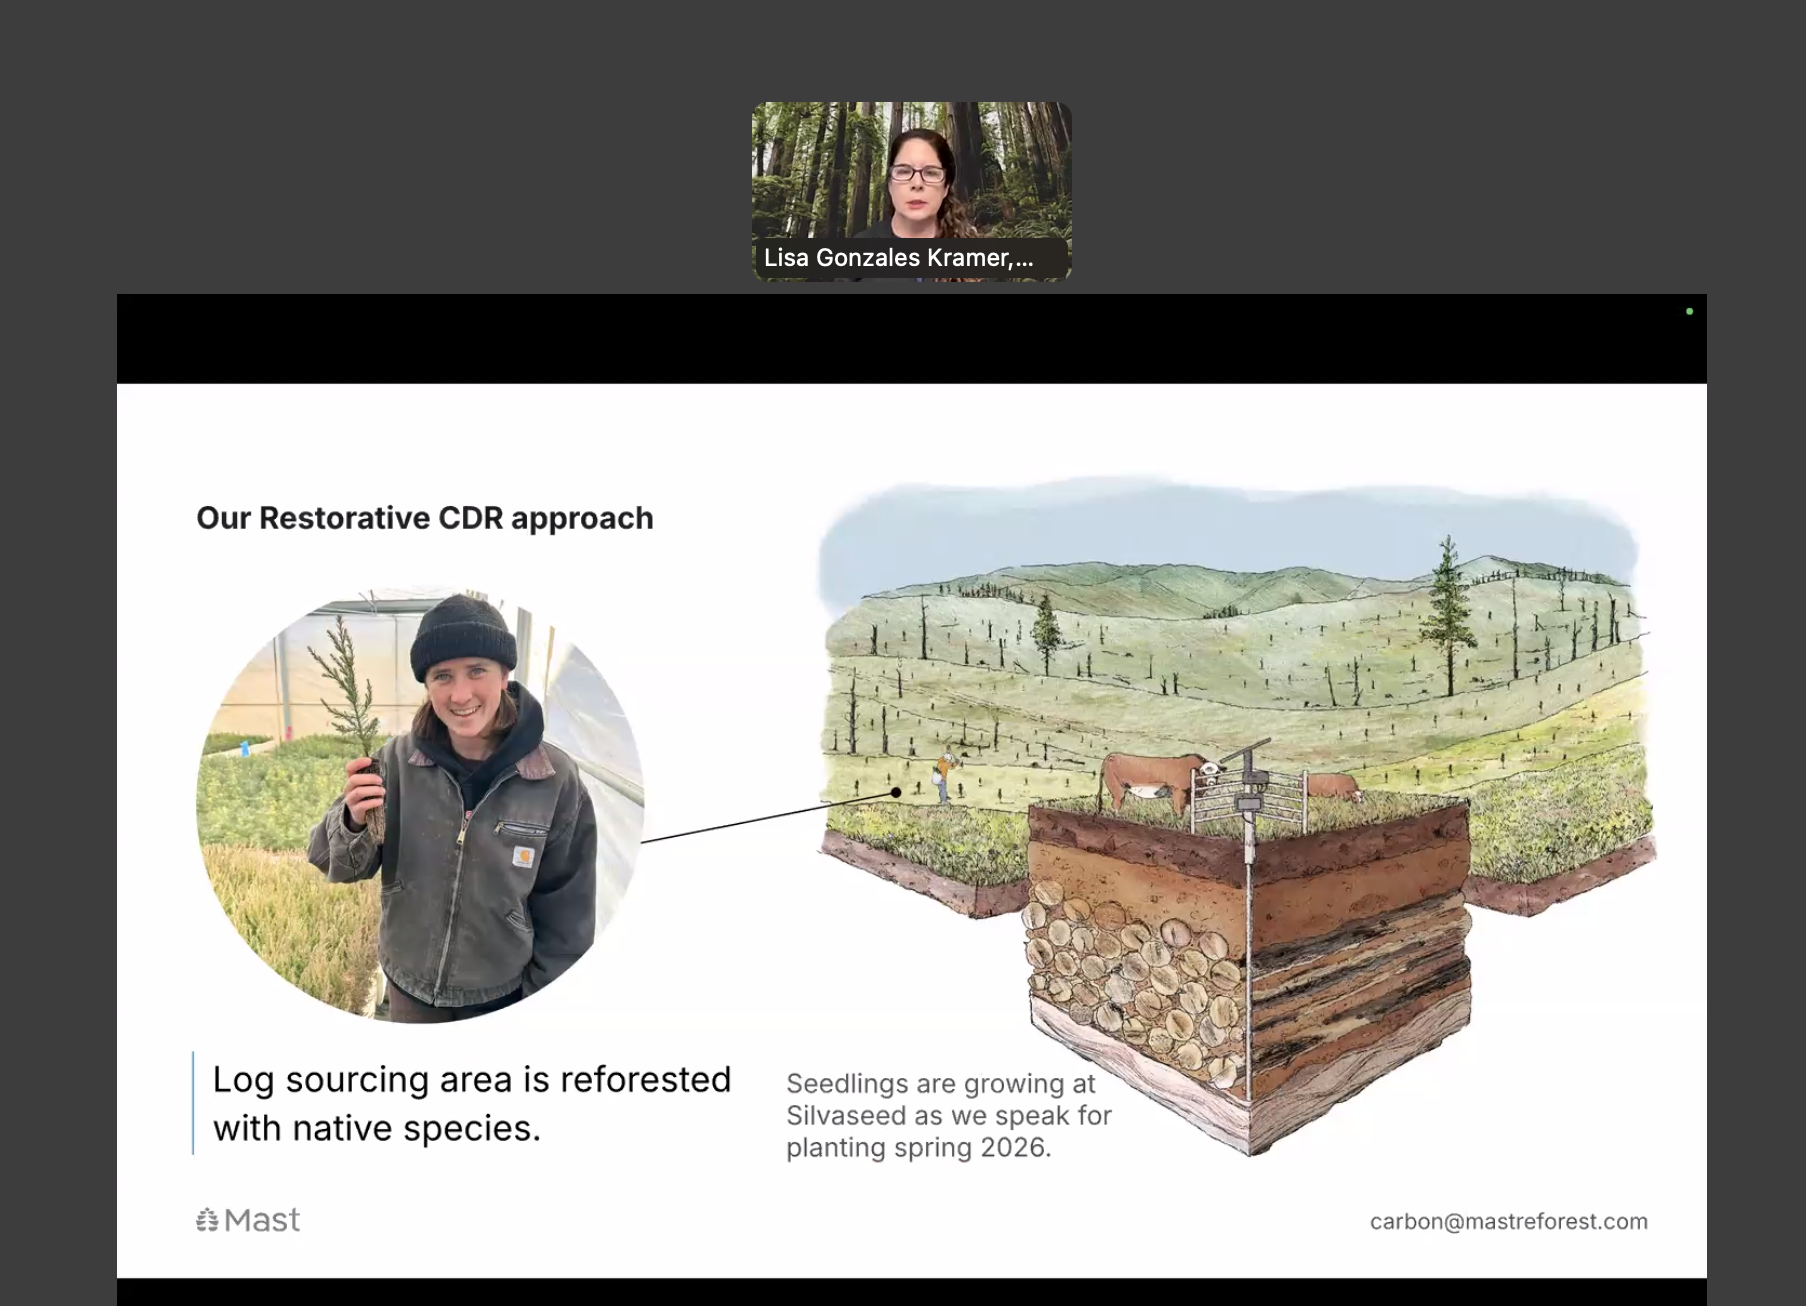 Lisa Gonzales Kramer,...
Our Restorative CDR approach
Log sourcing area is reforested
with native species.
Seedlings are growing at
Silvaseed as we speak for
planting spring 2026.
Mast
carbon@mastreforest.com